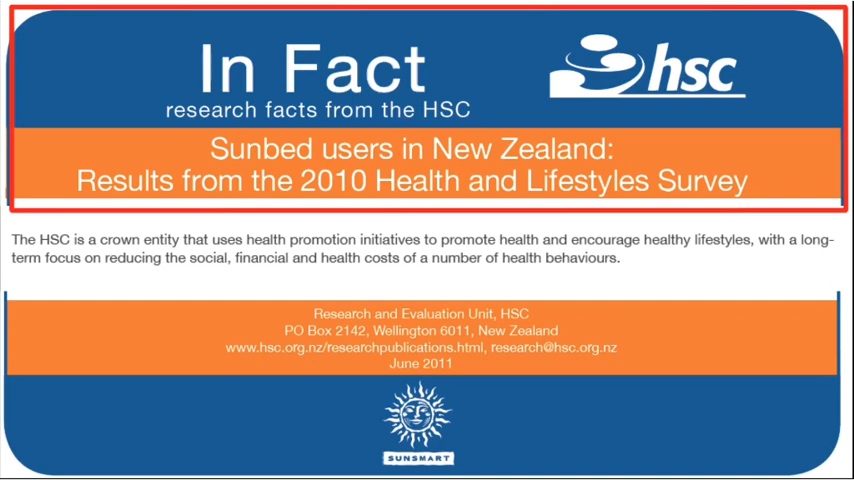 In Fact
research facts from the HSC
hsc
Sunbed users in New Zealand:
Results from the 2010 Health and Lifestyles Survey
The HSC is a crown entity that uses health promotion initiatives to promote health and encourage healthy lifestyles, with a long-
term focus on reducing the social, financial and health costs of a number of health behaviours.
Research and Evaluation Unit, HSC
PO Box 2142, Wellington 6011, New Zealand
www.hsc.org.nz/researchpublications.html, research@hsc.org.nz
June 2011
SUNSMART